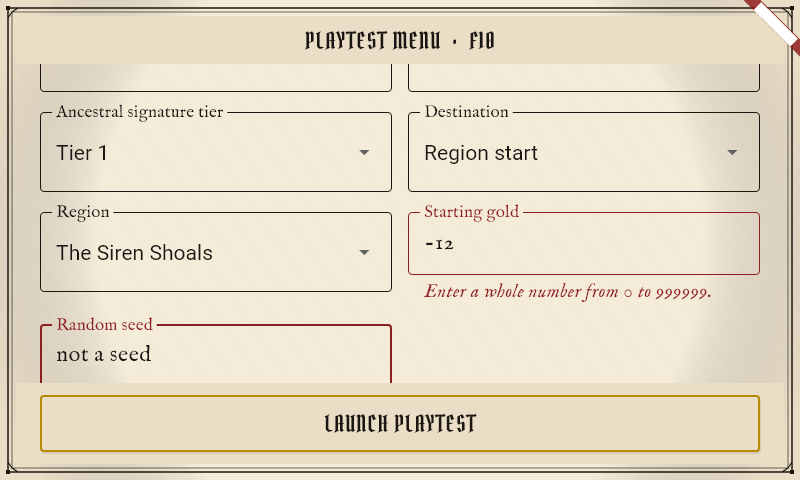 PLAYTEST MENU · F10
Ancestral signature tier
Tier 1
Destination
Region start
Region
The Siren Shoals
Starting gold
-12
Enter a whole number from 0 to 999999.
Random seed
not a seed
LAUNCH PLAYTEST